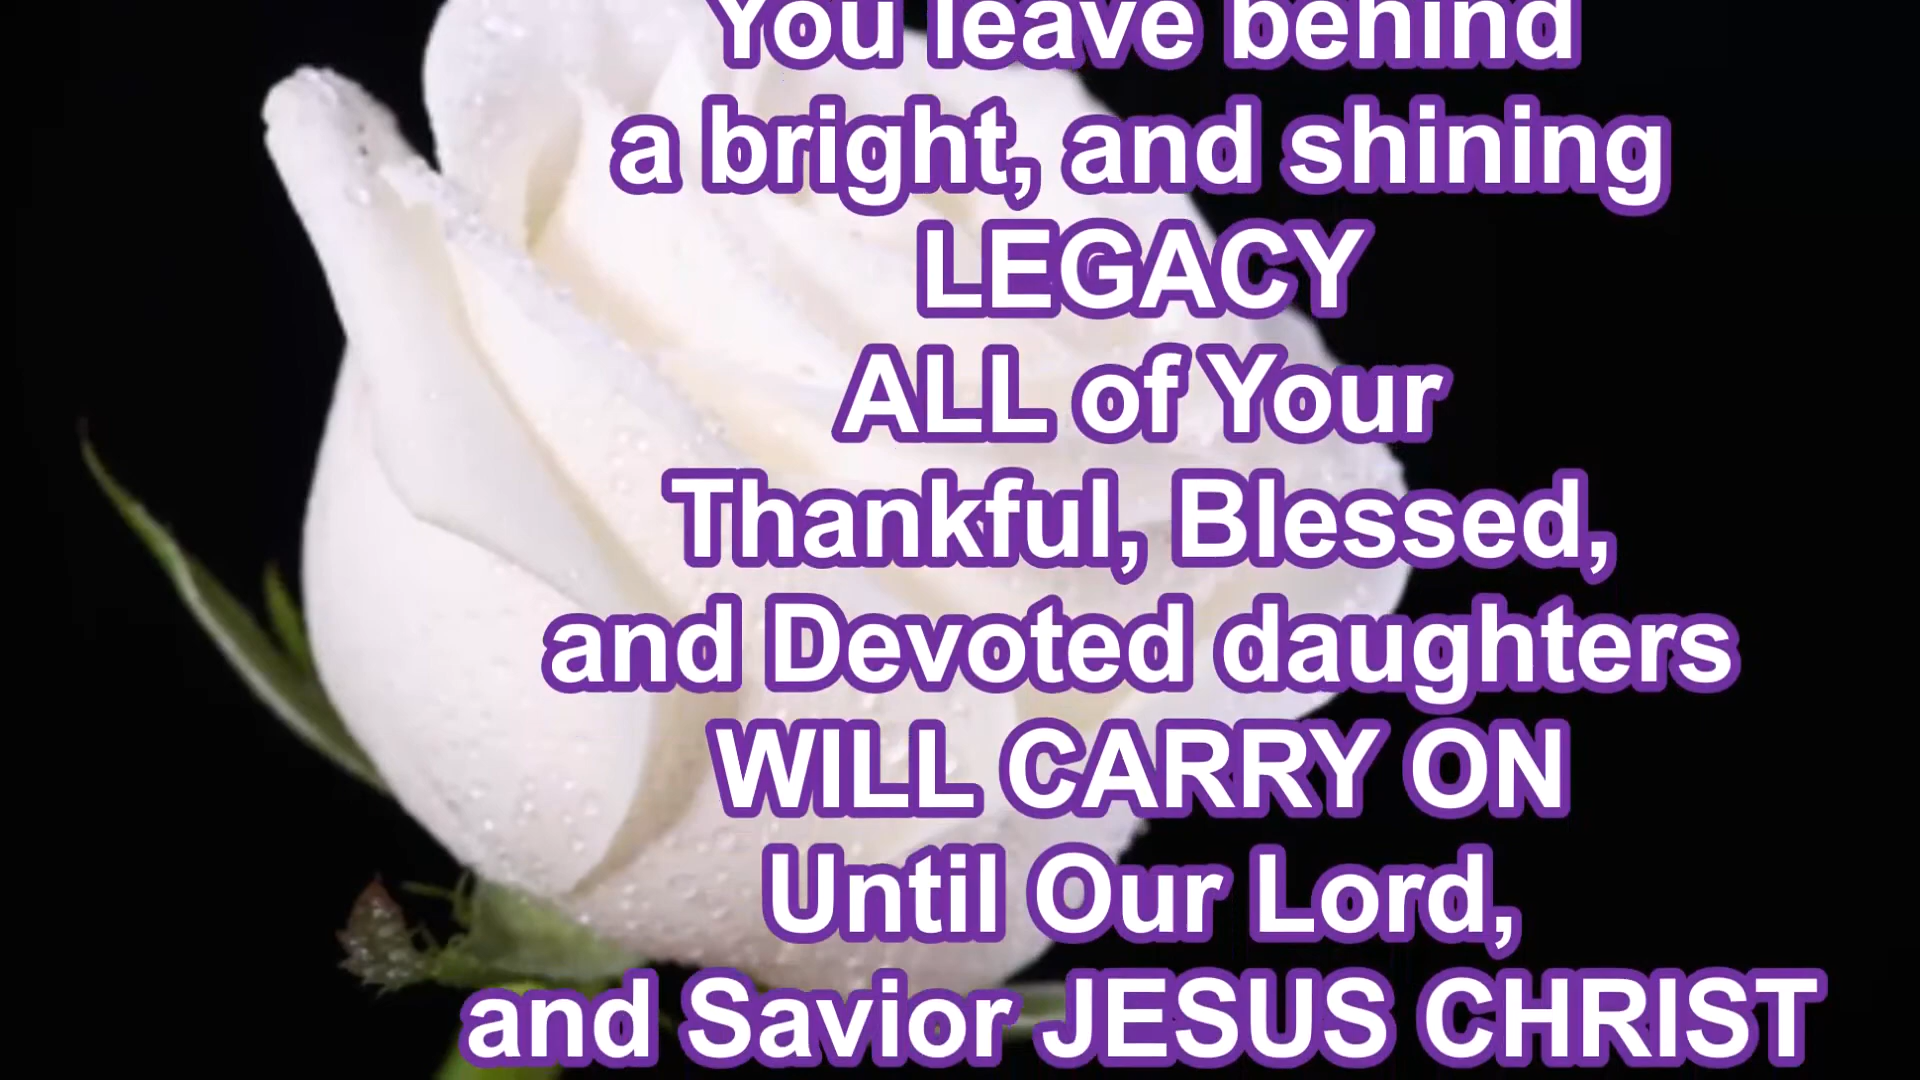 You leave behind
a bright, and shining
LEGACY
ALL of Your
Thankful, Blessed,
and Devoted daughters
WILL CARRY ON
Until Our Lord,
and Savior JESUS CHRIST